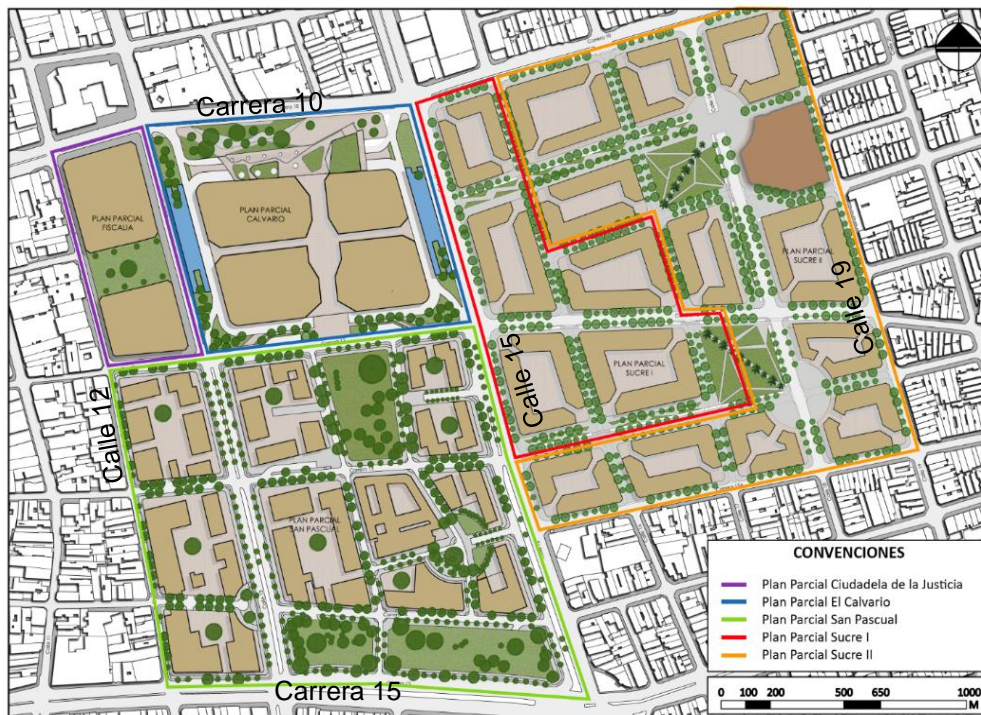 Carrera 10
PLAN PARCIAL
FISCALIA
PLAN PARCIAL
CALVARIO
PLAN PARCIAL
SUCRE II
Calle 19
Calle 15
PLAN PARCIAL
SUCRE I
Calle 12
PLAN PARCIAL
SAN PASCUAL
Carrera 15
CONVENCIONES
Plan Parcial Ciudadela de la Justicia
Plan Parcial El Calvario
Plan Parcial San Pascual
Plan Parcial Sucre I
Plan Parcial Sucre II
0 100 200 500 650 1000
M